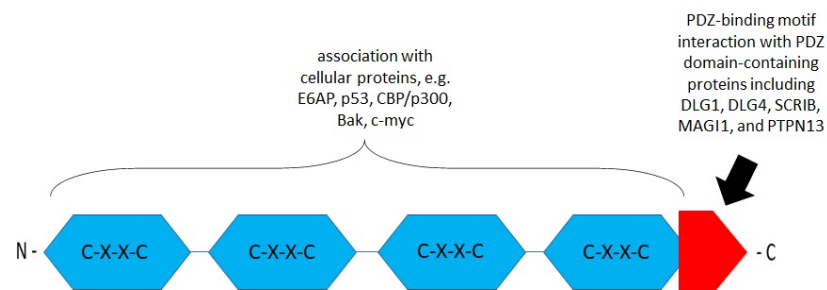 PDZ-binding motif
interaction with PDZ
domain-containing
proteins including
DLG1, DLG4, SCRIB,
MAGI1, and PTPN13
association with
cellular proteins, e.g.
E6AP, p53, CBP/p300,
Bak, c-myc
N - C-X-X-C C-X-X-C C-X-X-C C-X-X-C - C